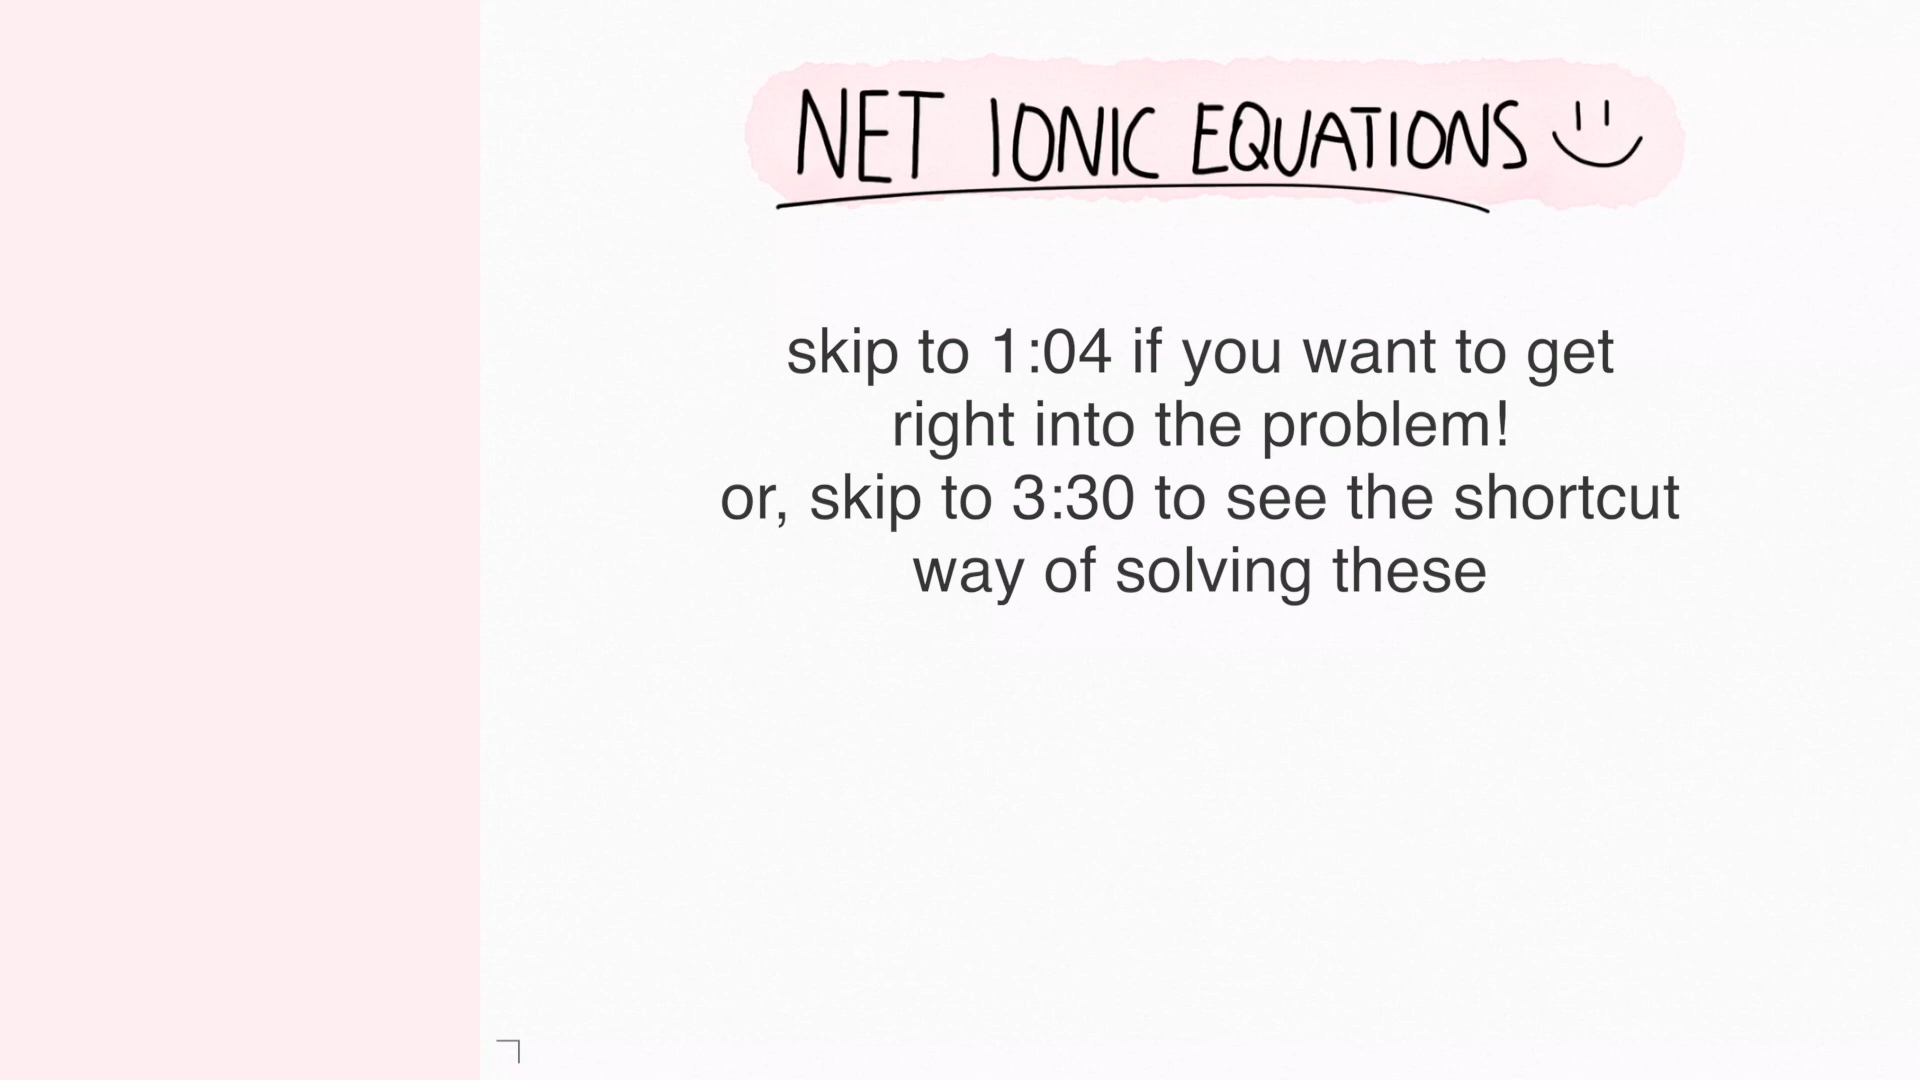 NET IONIC EQUATIONS
skip to 1:04 if you want to get
right into the problem!
or, skip to 3:30 to see the shortcut
way of solving these